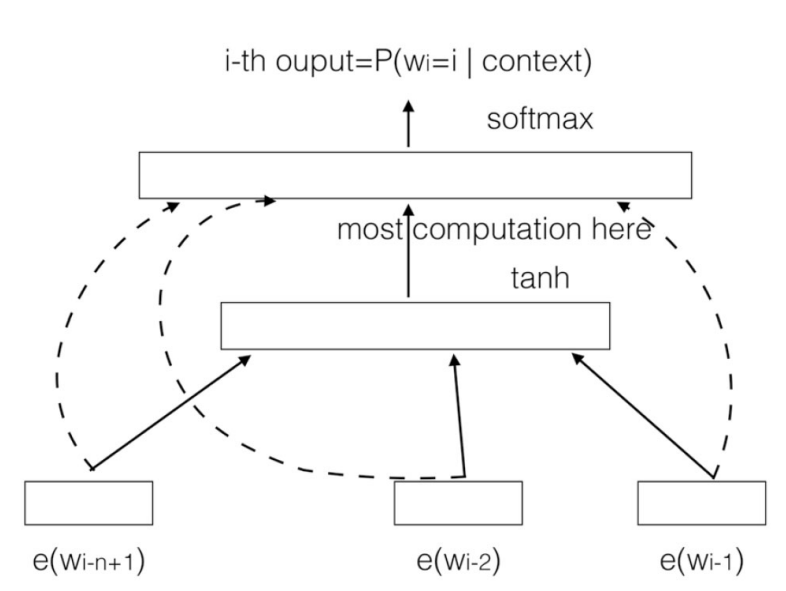 i-th ouput=P(wi=i | context)
softmax
most computation here
tanh
e(wi-n+1)
e(wi-2)
e(wi-1)